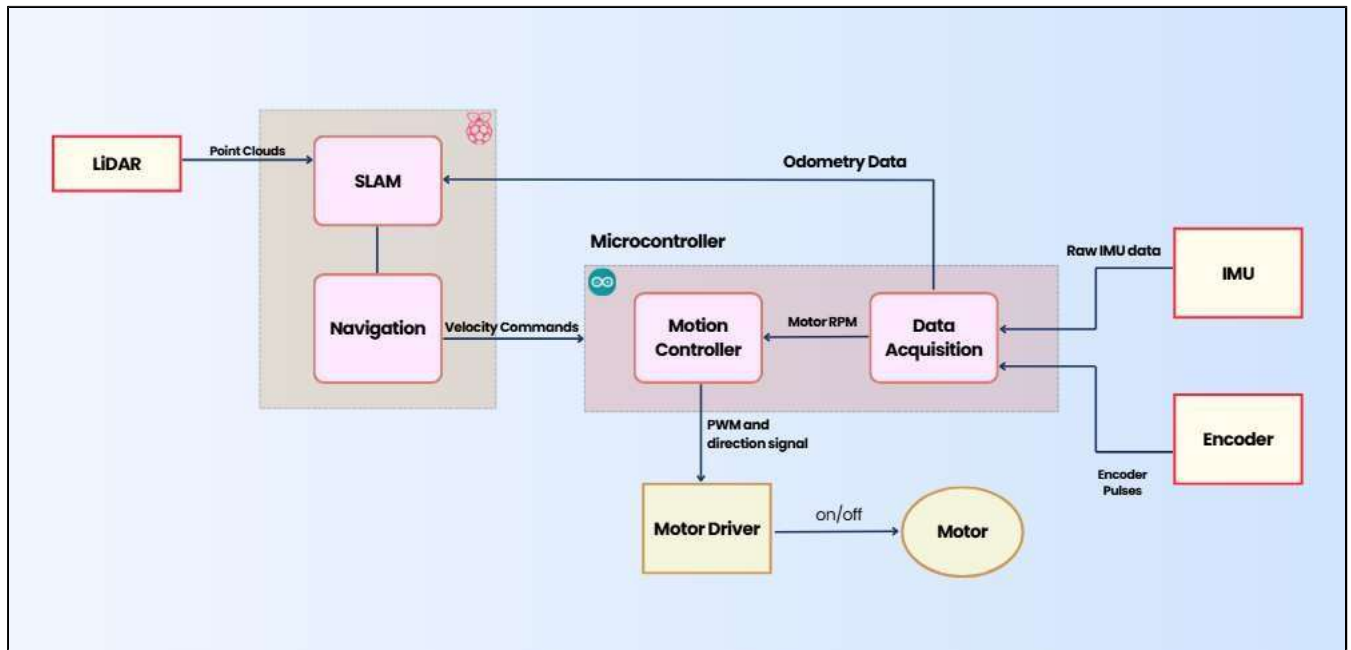 LiDAR
Point Clouds
SLAM
Odometry Data
Microcontroller
Raw IMU data
IMU
Navigation
Velocity Commands
Motion
Controller
Motor RPM
Data
Acquisition
PWM and
direction signal
Encoder
Encoder
Pulses
Motor Driver
on/off
Motor